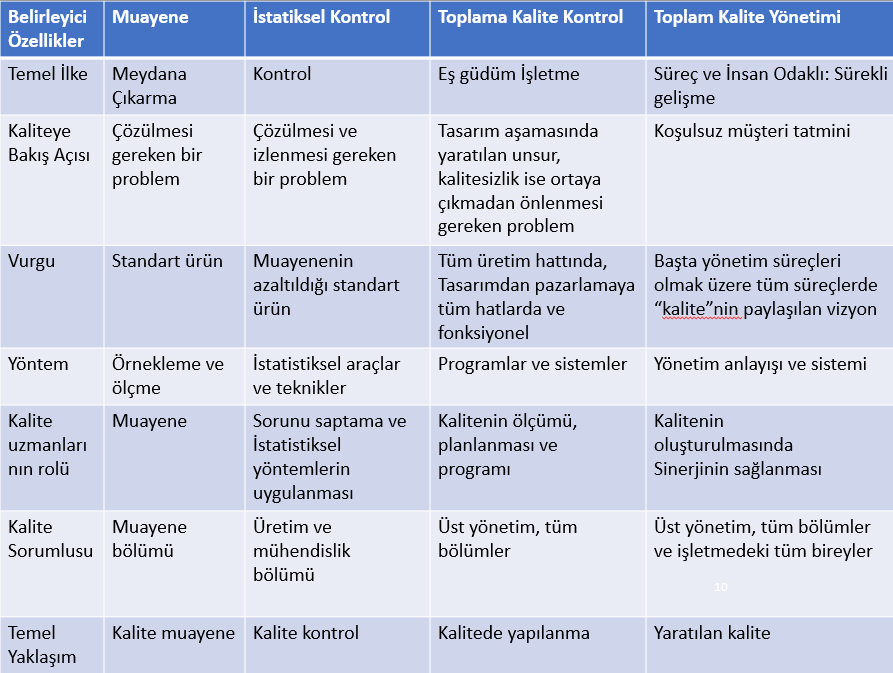 Belirleyici
Özellikler
Muayene
İstatiksel Kontrol
Toplama Kalite Kontrol
Toplam Kalite Yönetimi
Temel İlke
Meydana
Çıkarma
Kontrol
Eş güdüm İşletme
Süreç ve İnsan Odaklı: Sürekli
gelişme
Kaliteye
Bakış Açısı
Çözülmesi
gereken bir
problem
Çözülmesi ve
izlenmesi gereken
bir problem
Tasarım aşamasında
yaratılan unsur,
kalitesizlik ise ortaya
çıkmadan önlenmesi
gereken problem
Koşulsuz müşteri tatmini
Vurgu
Standart ürün
Muayenenin
azaltıldığı standart
ürün
Tüm üretim hattında,
Tasarımdan pazarlamaya
tüm hatlarda ve
fonksiyonel
Başta yönetim süreçleri
olmak üzere tüm süreçlerde
“kalite”nin paylaşılan vizyon
Yöntem
Örnekleme ve
ölçme
İstatistiksel araçlar
ve teknikler
Programlar ve sistemler
Yönetim anlayışı ve sistemi
Kalite
uzmanları
nın rolü
Muayene
Sorunu saptama ve
İstatistiksel
yöntemlerin
uygulanması
Kalitenin ölçümü,
planlanması ve
programı
Kalitenin
oluşturulmasında
Sinerjinin sağlanması
Kalite
Sorumlusu
Muayene
bölümü
Üretim ve
mühendislik
bölümü
Üst yönetim, tüm
bölümler
Üst yönetim, tüm bölümler
ve işletmedeki tüm bireyler
10
Temel
Yaklaşım
Kalite muayene
Kalite kontrol
Kalitede yapılanma
Yaratılan kalite